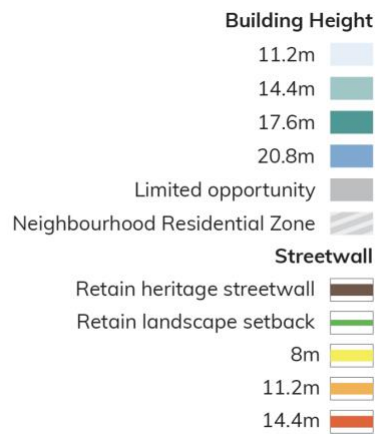 Building Height
11.2m
14.4m
17.6m
20.8m
Limited opportunity
Neighbourhood Residential Zone
Streetwall
Retain heritage streetwall
Retain landscape setback
8m
11.2m
14.4m